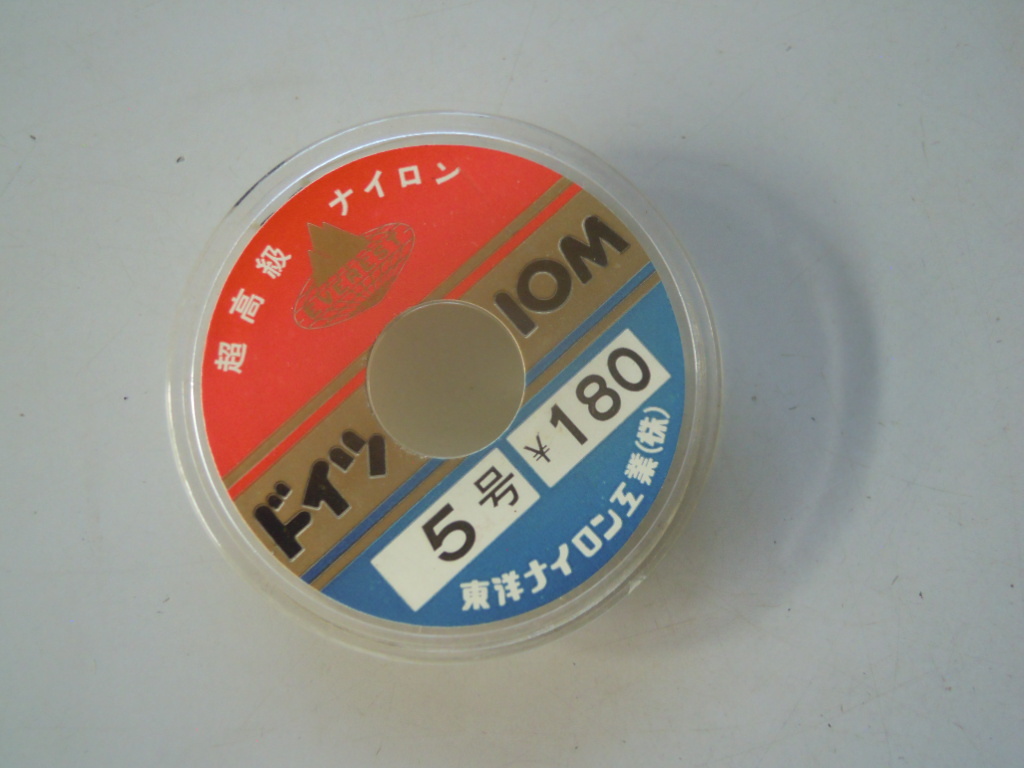 超高級 ナイロン
ドイツ 10M
5号 ¥180
東洋ナイロン工業(株)